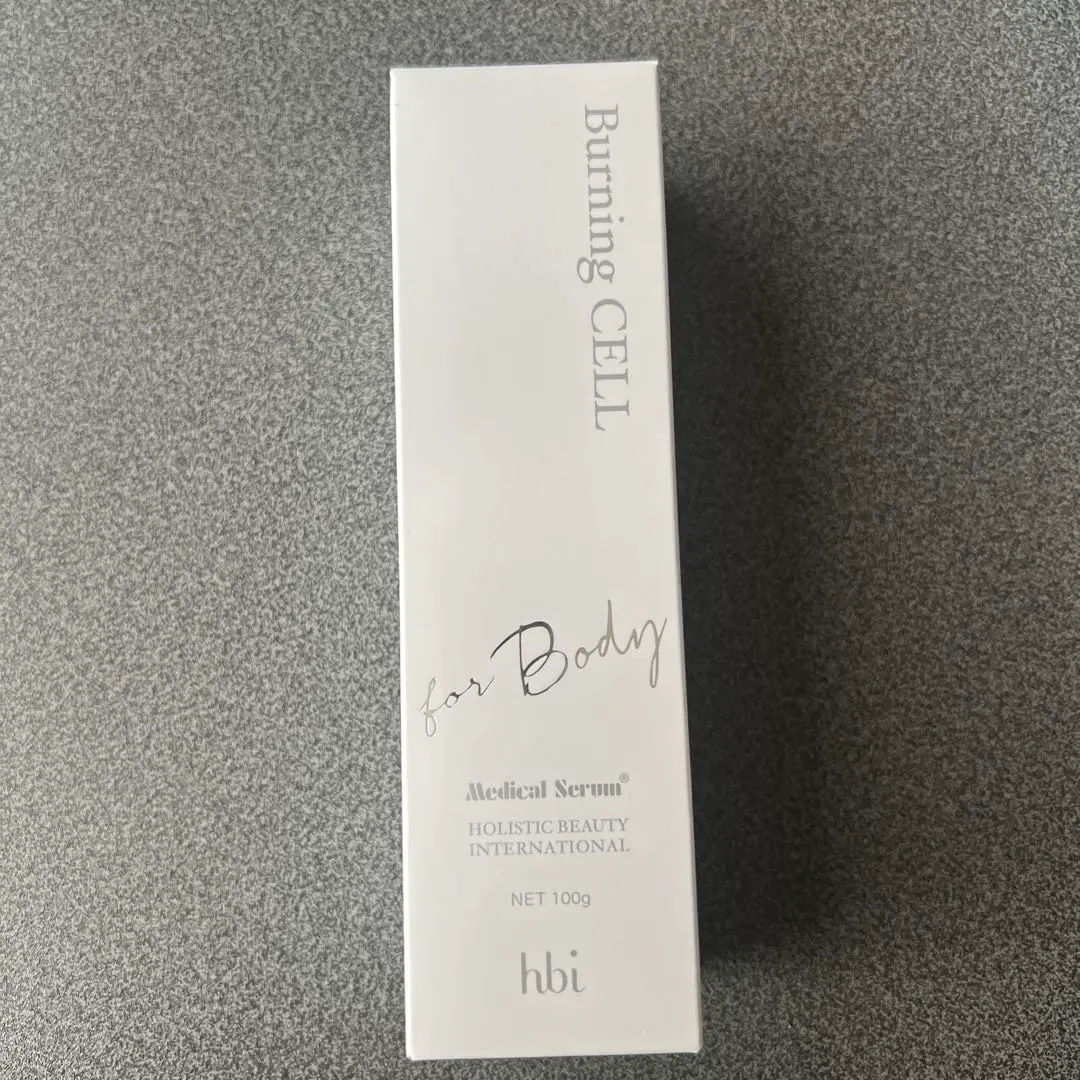 Burning CELL
for Body
Medical Serum®
HOLISTIC BEAUTY
INTERNATIONAL
NET 100g
hbi